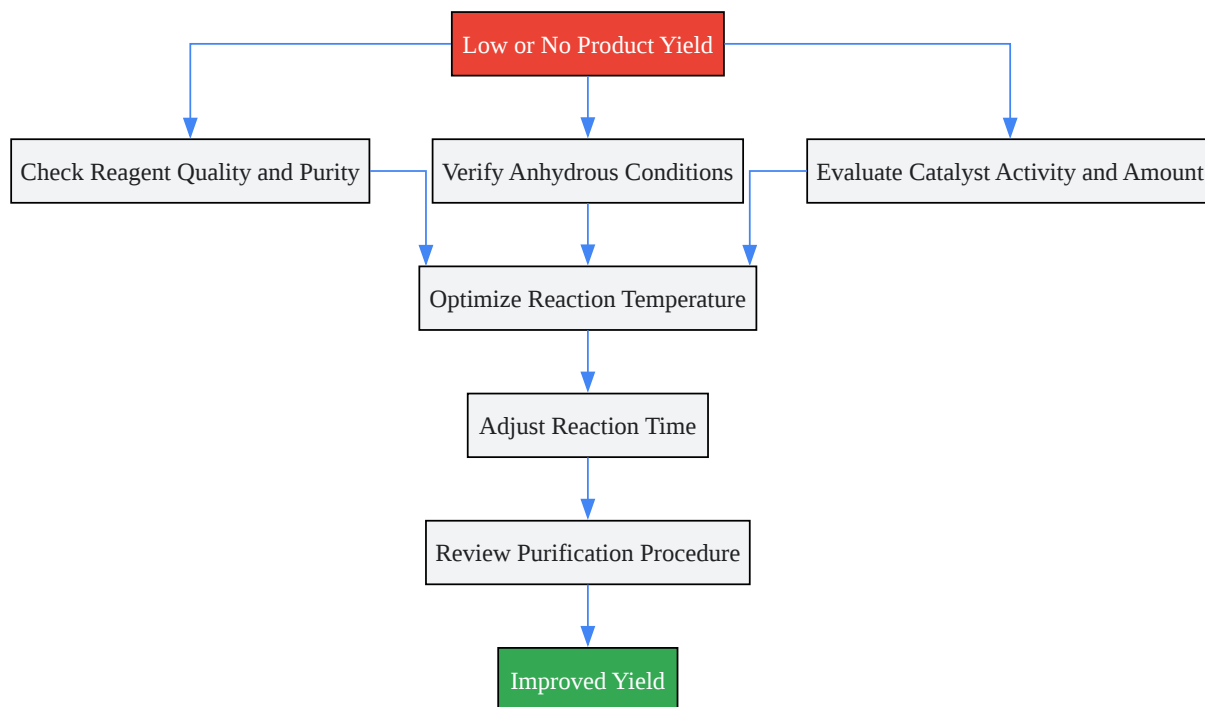 Low or No Product Yield
Check Reagent Quality and Purity
Verify Anhydrous Conditions
Evaluate Catalyst Activity and Amount
Optimize Reaction Temperature
Adjust Reaction Time
Review Purification Procedure
Improved Yield